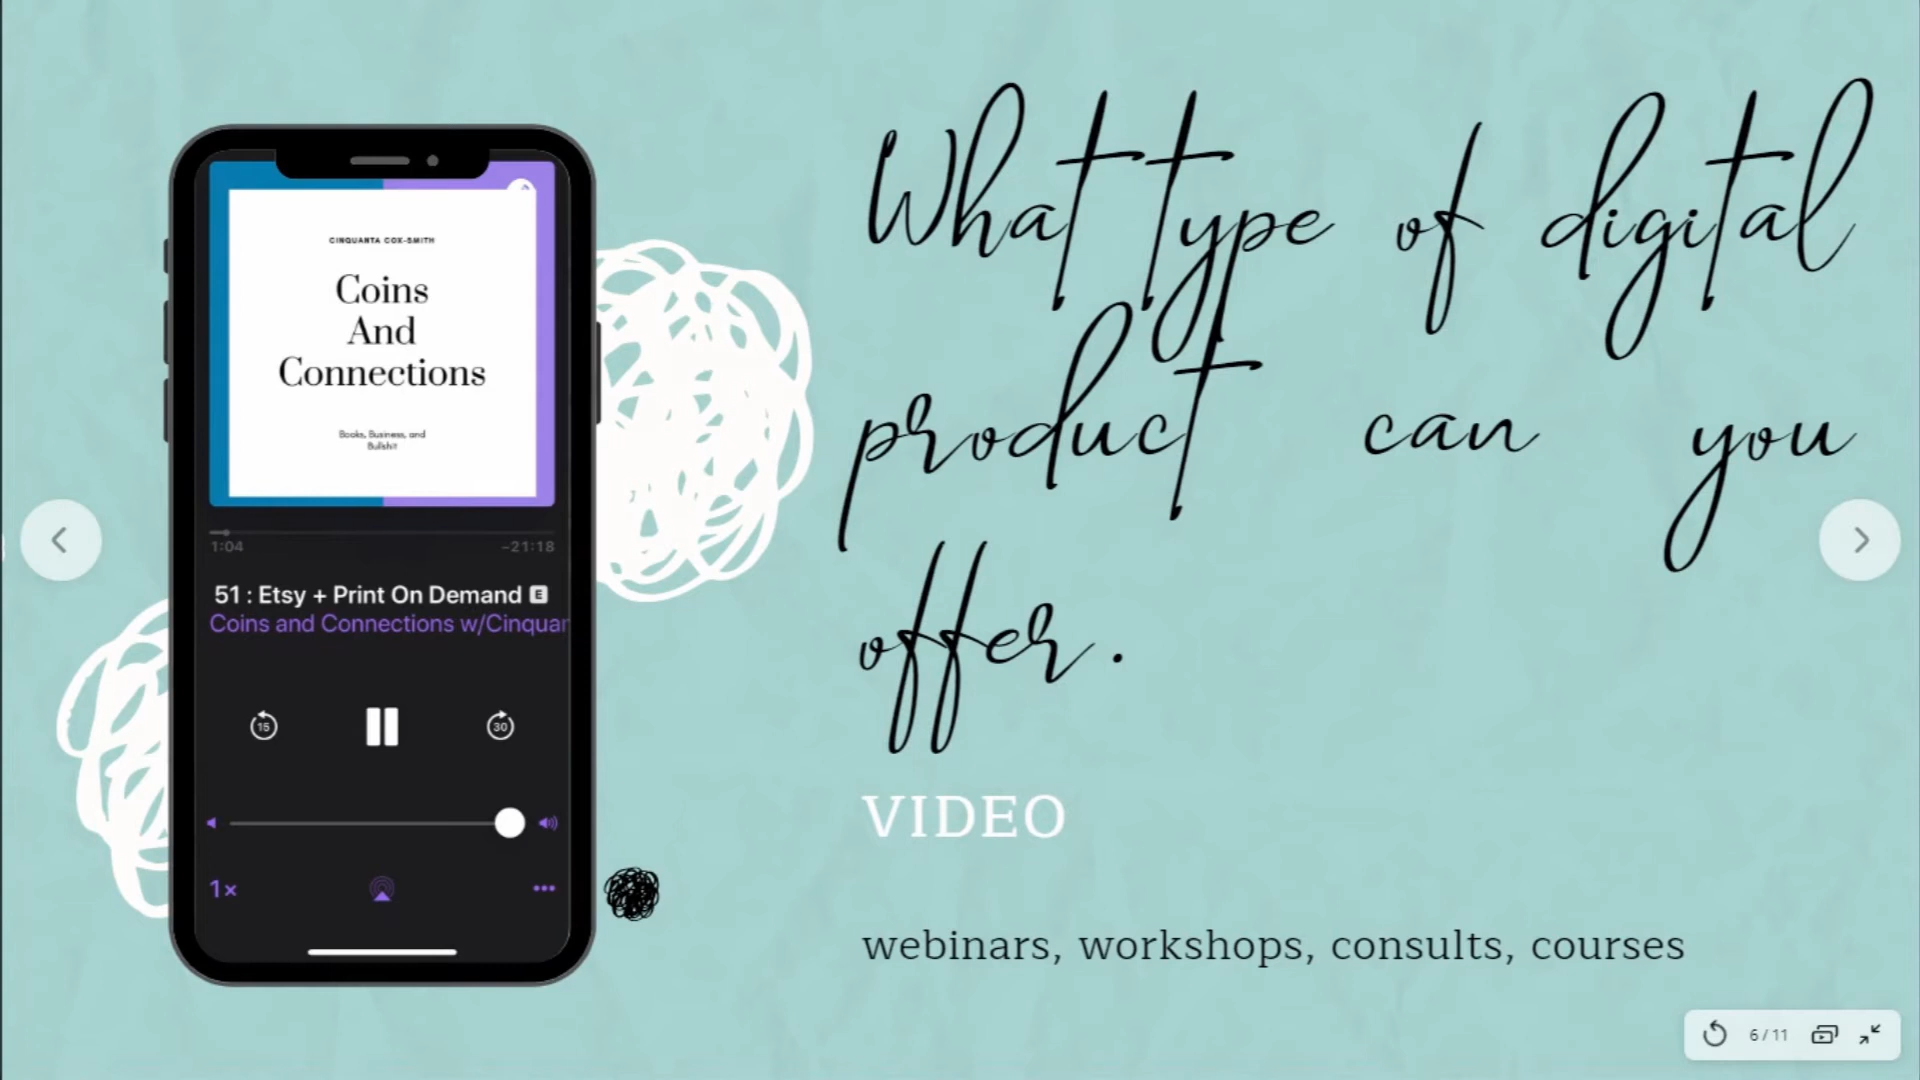 What type of digital
product can you
offer.
VIDEO
webinars, workshops, consults, courses
CINQUANTA COX-SMITH
Coins
And
Connections
Books, Business, and
Bullshit
1:04
-21:18
51 : Etsy + Print On Demand E
Coins and Connections w/Cinquan
15
30
1×
6 / 11